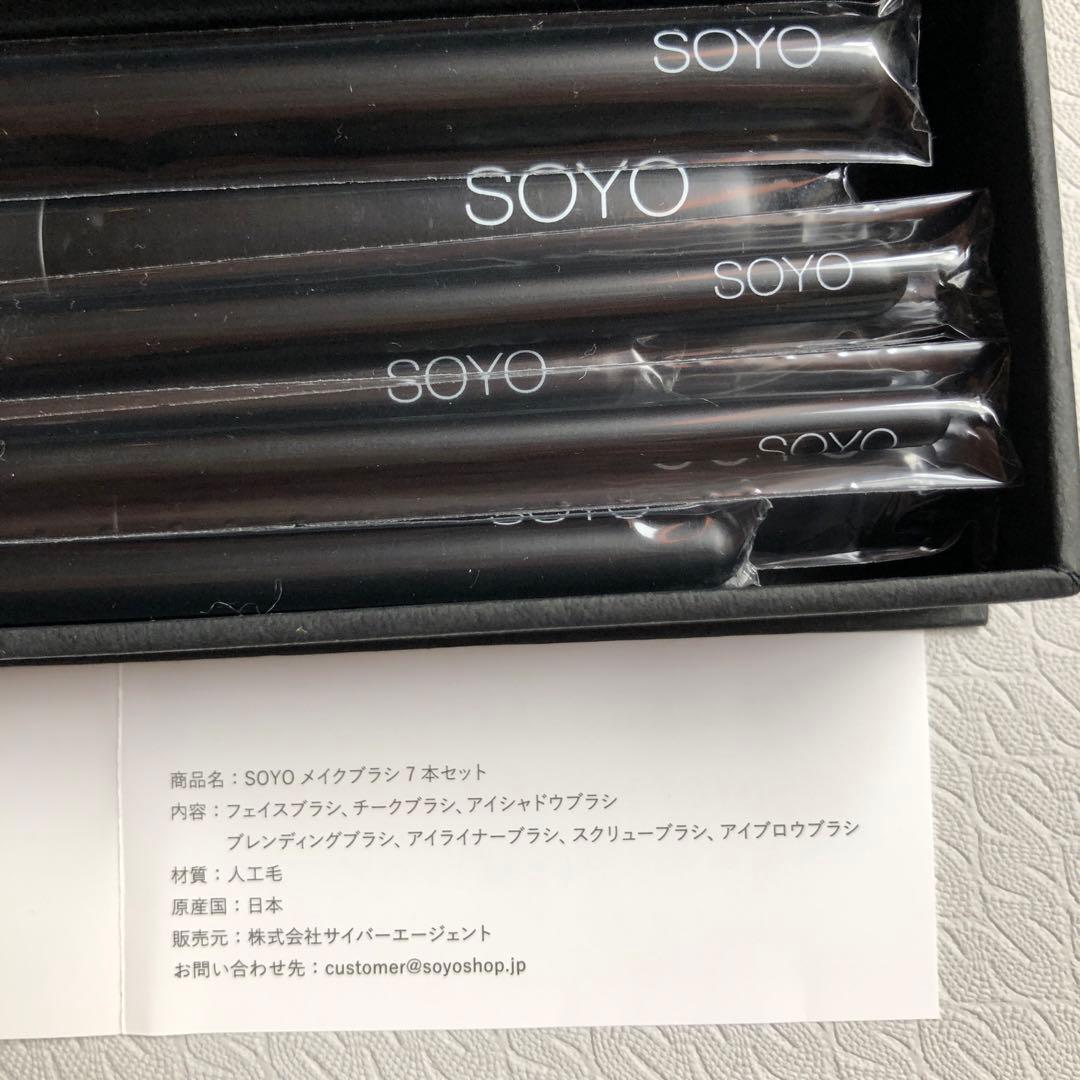 SOYO
SOYO
SOYO
SOYO
SOYO
SOYO
商品名：SOYO メイクブラシ 7 本セット
内容：フェイスブラシ、チークブラシ、アイシャドウブラシ
ブレンディングブラシ、アイライナーブラシ、スクリューブラシ、アイブロウブラシ
材質：人工毛
原産国：日本
販売元：株式会社サイバーエージェント
お問い合わせ先：customer@soyoshop.jp